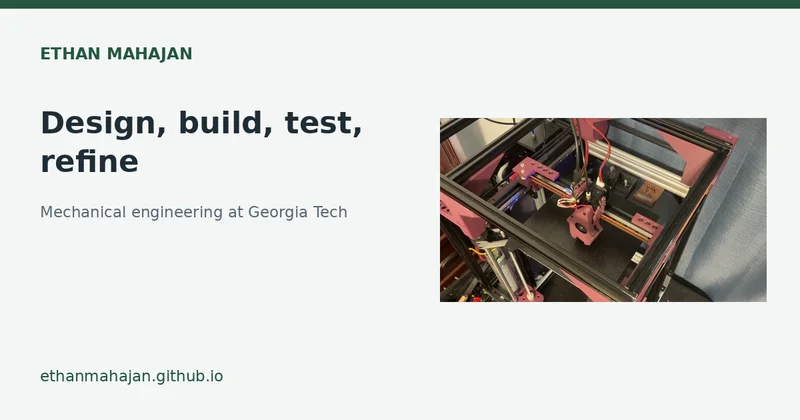 ETHAN MAHAJAN
Design, build, test,
refine
Mechanical engineering at Georgia Tech
ethanmahajan.github.io